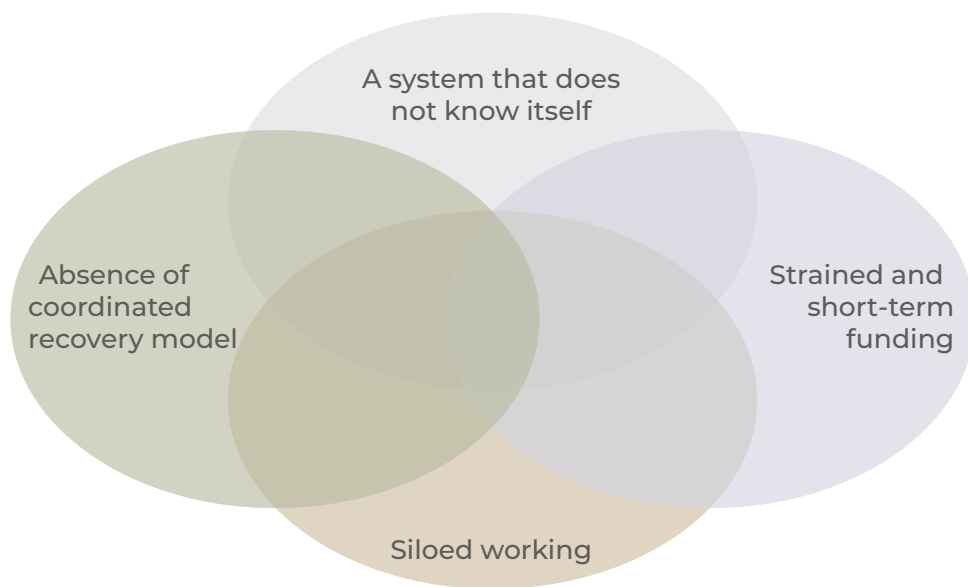 A system that does
not know itself
Absence of
coordinated
recovery model
Strained and
short-term
funding
Siloed working